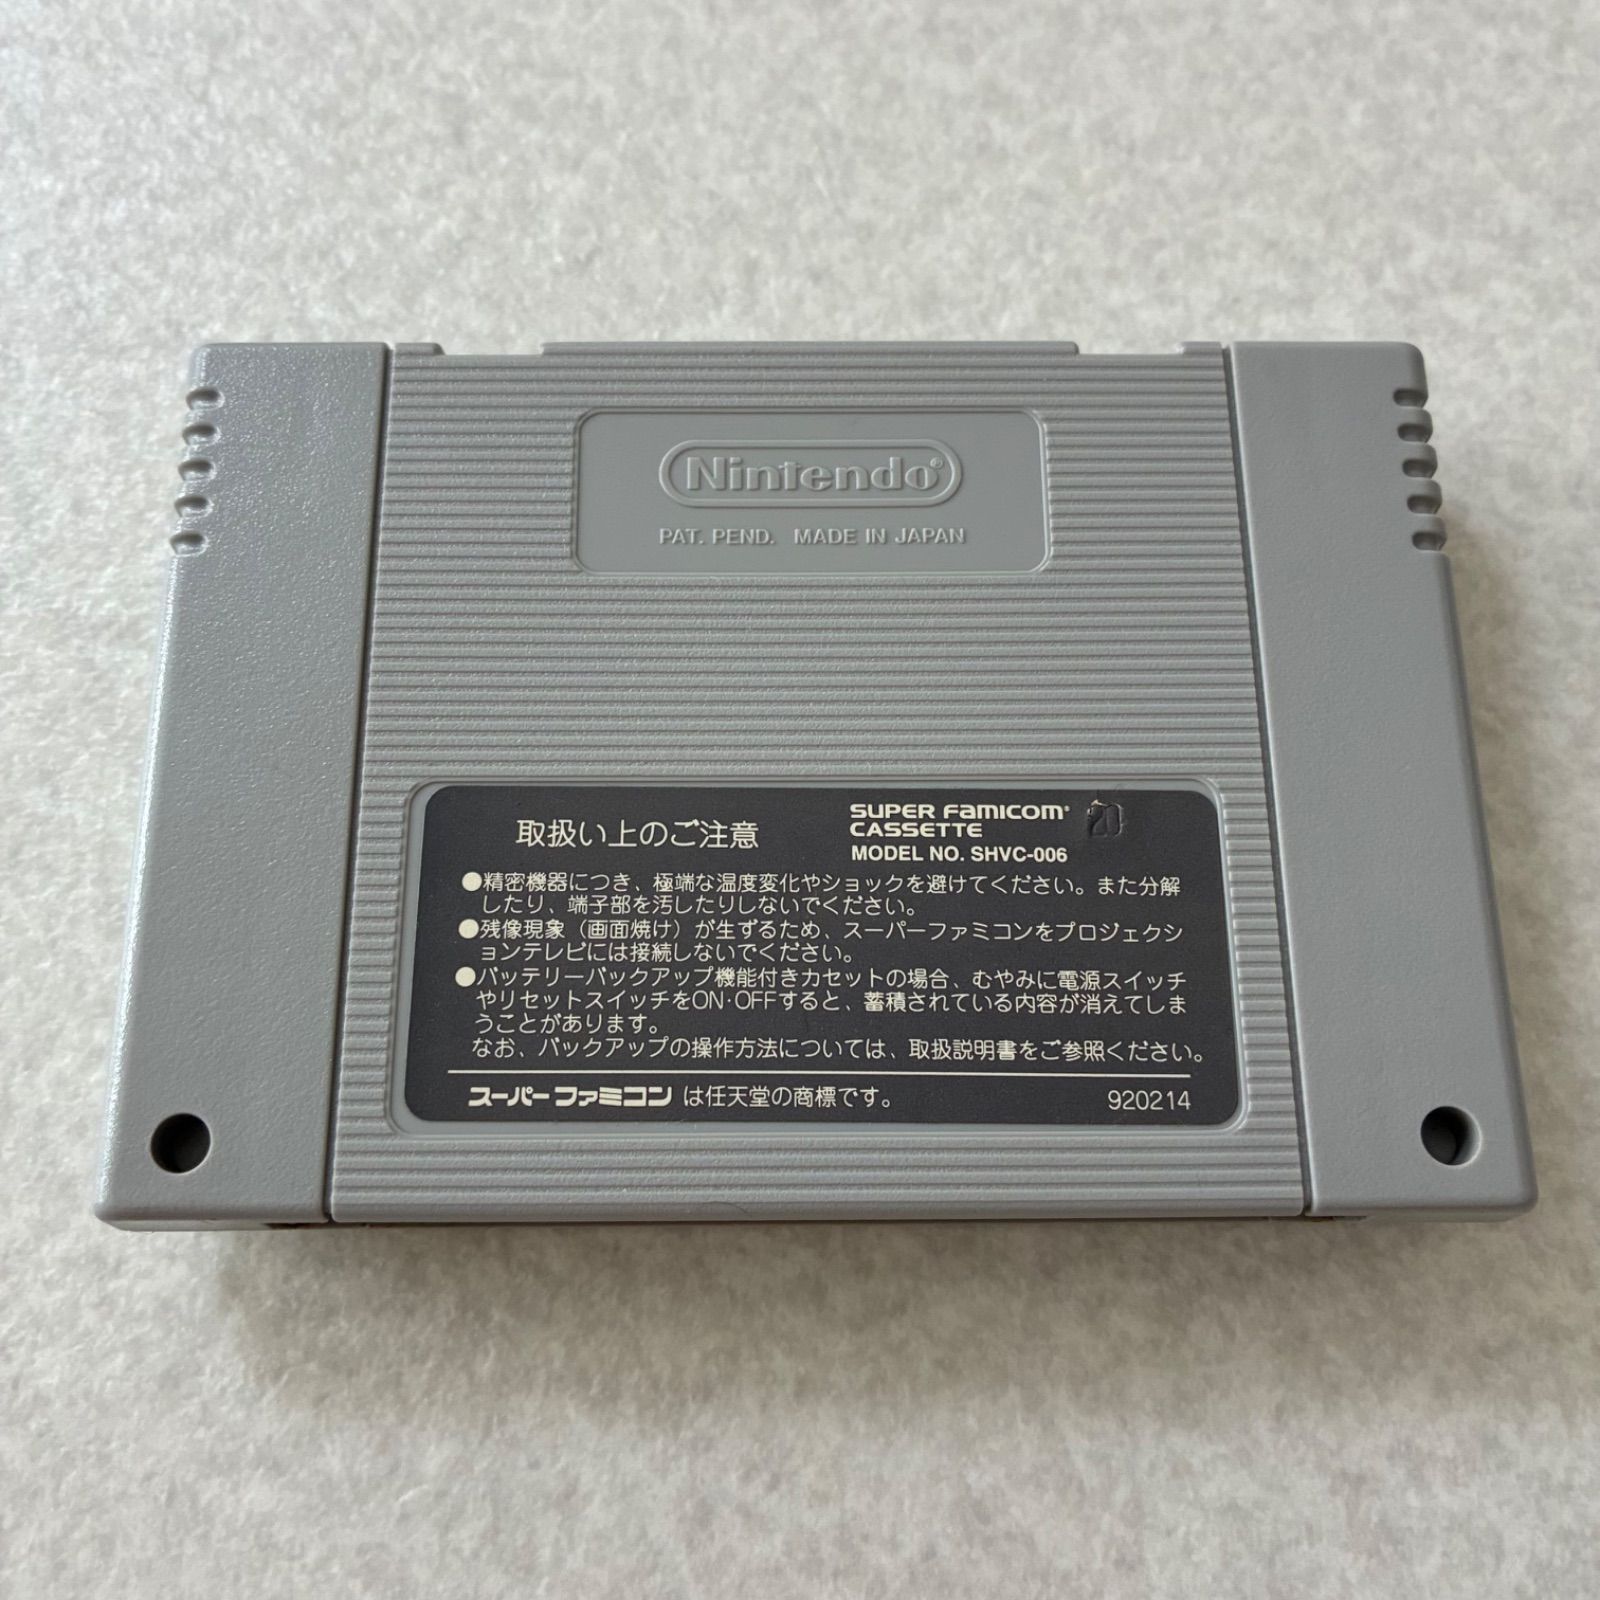 Nintendo®
PAT. PEND. MADE IN JAPAN
取扱い上のご注意
SUPER FAMICOM®
CASSETTE
MODEL NO. SHVC-006
20
●精密機器につき、極端な温度変化やショックを避けてください。また分解
したり、端子部を汚したりしないでください。
●残像現象（画面焼け）が生ずるため、スーパーファミコンをプロジェクシ
ョンテレビには接続しないでください。
●バッテリーバックアップ機能付きカセットの場合、むやみに電源スイッチ
やリセットスイッチをON·OFFすると、蓄積されている内容が消えてしま
うことがあります。
なお、バックアップの操作方法については、取扱説明書をご参照ください。
スーパーファミコン は任天堂の商標です。
920214